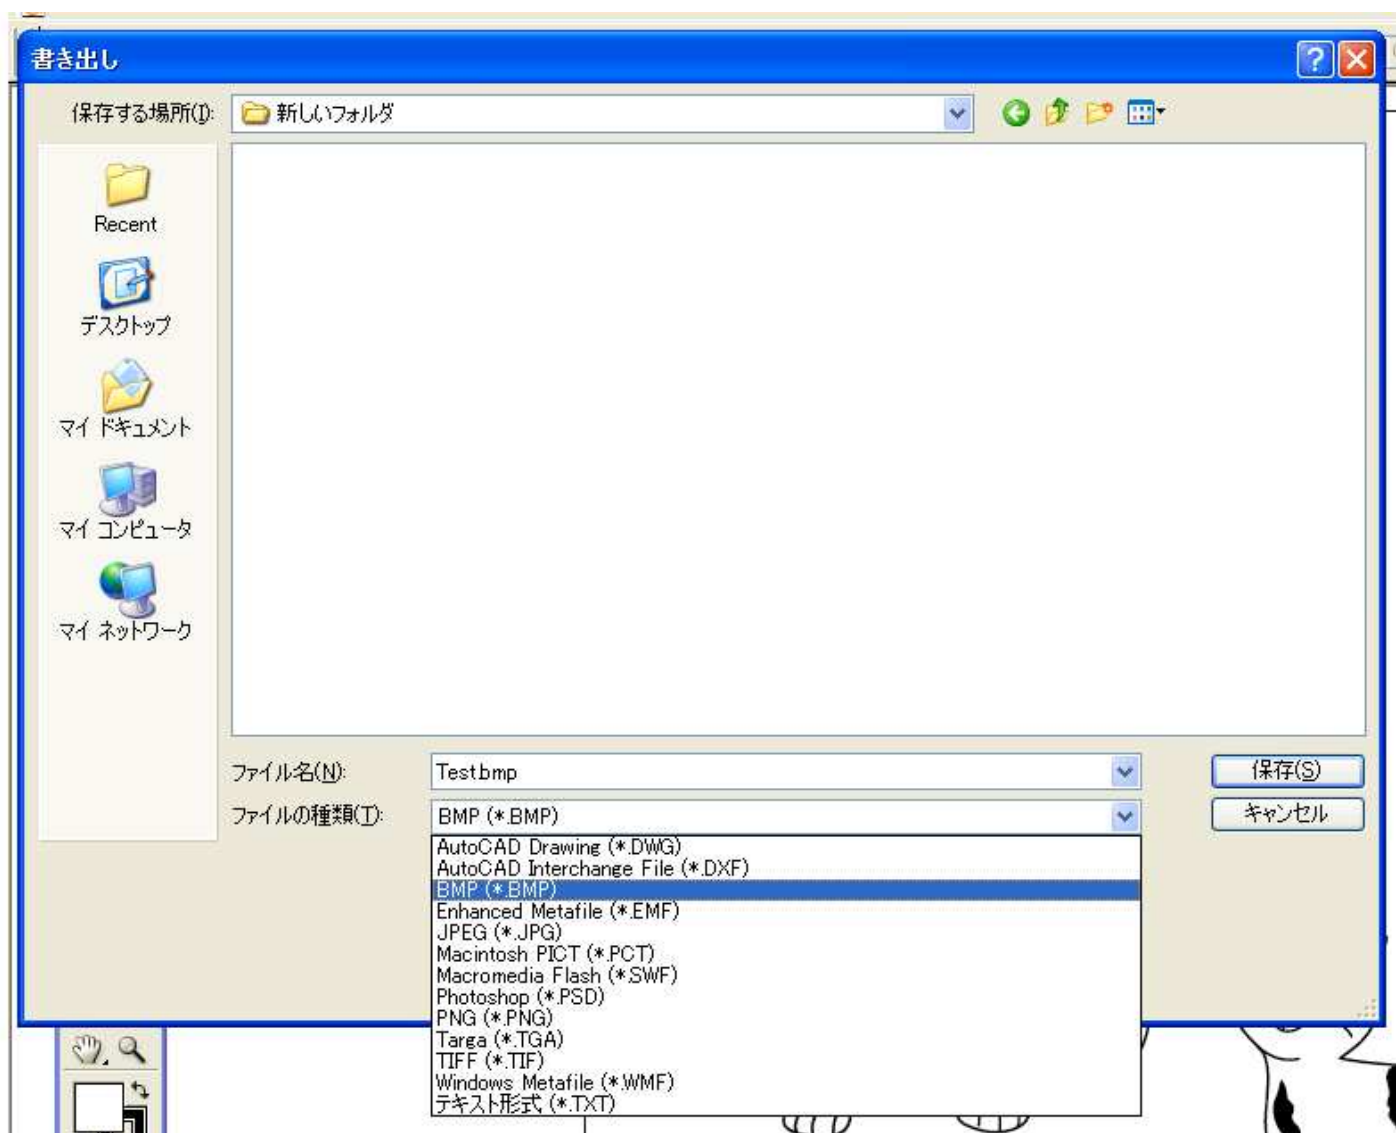 書き出し
保存する場所(I):
新しいフォルダ
Recent
デスクトップ
マイ ドキュメント
マイ コンピュータ
マイ ネットワーク
ファイル名(N):
Test.bmp
保存(S)
ファイルの種類(T):
BMP (*.BMP)
キャンセル
AutoCAD Drawing (*.DWG)
AutoCAD Interchange File (*.DXF)
BMP (*.BMP)
Enhanced Metafile (*.EMF)
JPEG (*.JPG)
Macintosh PICT (*.PCT)
Macromedia Flash (*.SWF)
Photoshop (*.PSD)
PNG (*.PNG)
Targa (*.TGA)
TIFF (*.TIF)
Windows Metafile (*.WMF)
テキスト形式 (*.TXT)